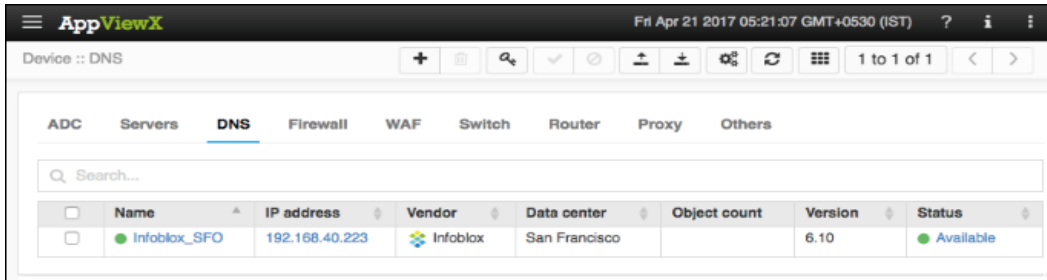 AppViewX Fri Apr 21 2017 05:21:07 GMT+0530 (IST) ? i
Device :: DNS 1 to 1 of 1 < >
ADC Servers DNS Firewall WAF Switch Router Proxy Others
Search...
Name IP address Vendor Data center Object count Version Status
Infoblox_SFO 192.168.40.223 Infoblox San Francisco 6.10 Available